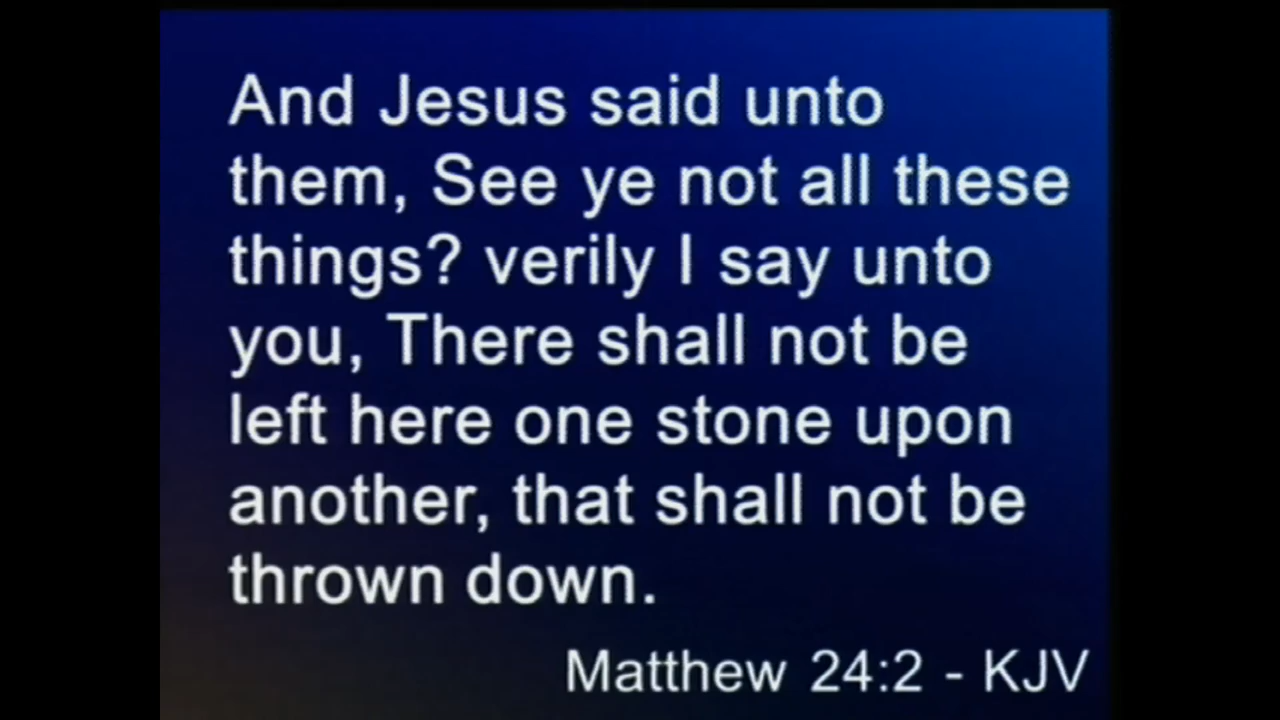 And Jesus said unto
them, See ye not all these
things? verily I say unto
you, There shall not be
left here one stone upon
another, that shall not be
thrown down.
Matthew 24:2 - KJV